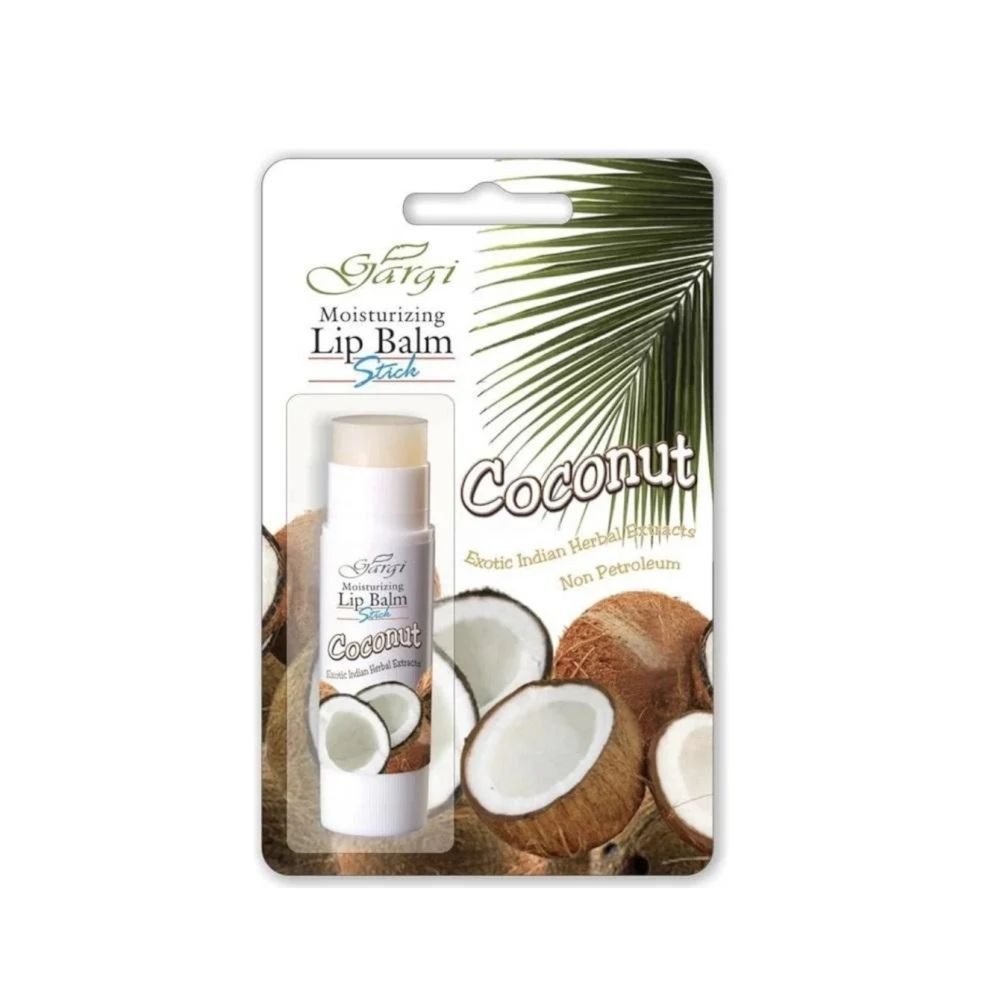 Gargi
Moisturizing
Lip Balm
Stick
Coconut
Exotic Indian Herbal Extracts
Non Petroleum
Gargi
Moisturizing
Lip Balm
Stick
Coconut
Exotic Indian Herbal Extracts